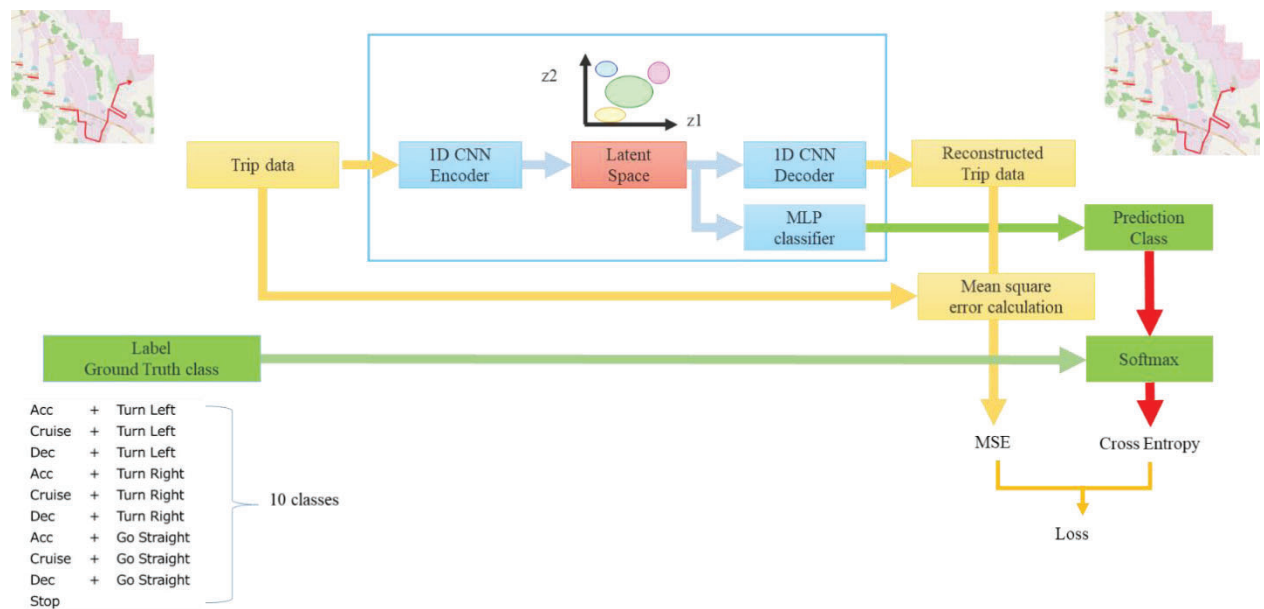 z2
z1
Trip data
1D CNN
Encoder
Latent
Space
1D CNN
Decoder
Reconstructed
Trip data
MLP
classifier
Prediction
Class
Mean square
error calculation
Label
Ground Truth class
Softmax
Acc + Turn Left
Cruise + Turn Left
Dec + Turn Left
Acc + Turn Right
Cruise + Turn Right
Dec + Turn Right
Acc + Go Straight
Cruise + Go Straight
Dec + Go Straight
Stop
10 classes
MSE
Cross Entropy
Loss